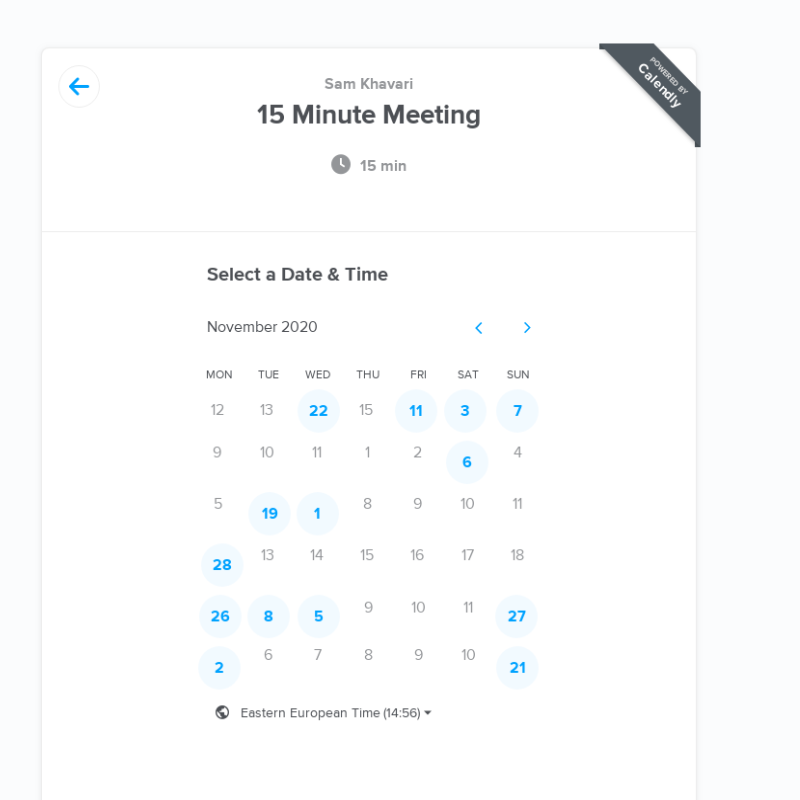 POWERED BY
Calendly
Sam Khavari
15 Minute Meeting
15 min
Select a Date & Time
November 2020
MON TUE WED THU FRI SAT SUN
12 13 22 15 11 3 7
9 10 11 1 2 6 4
5 19 1 8 9 10 11
28 13 14 15 16 17 18
26 8 5 9 10 11 27
2 6 7 8 9 10 21
Eastern European Time (14:56)